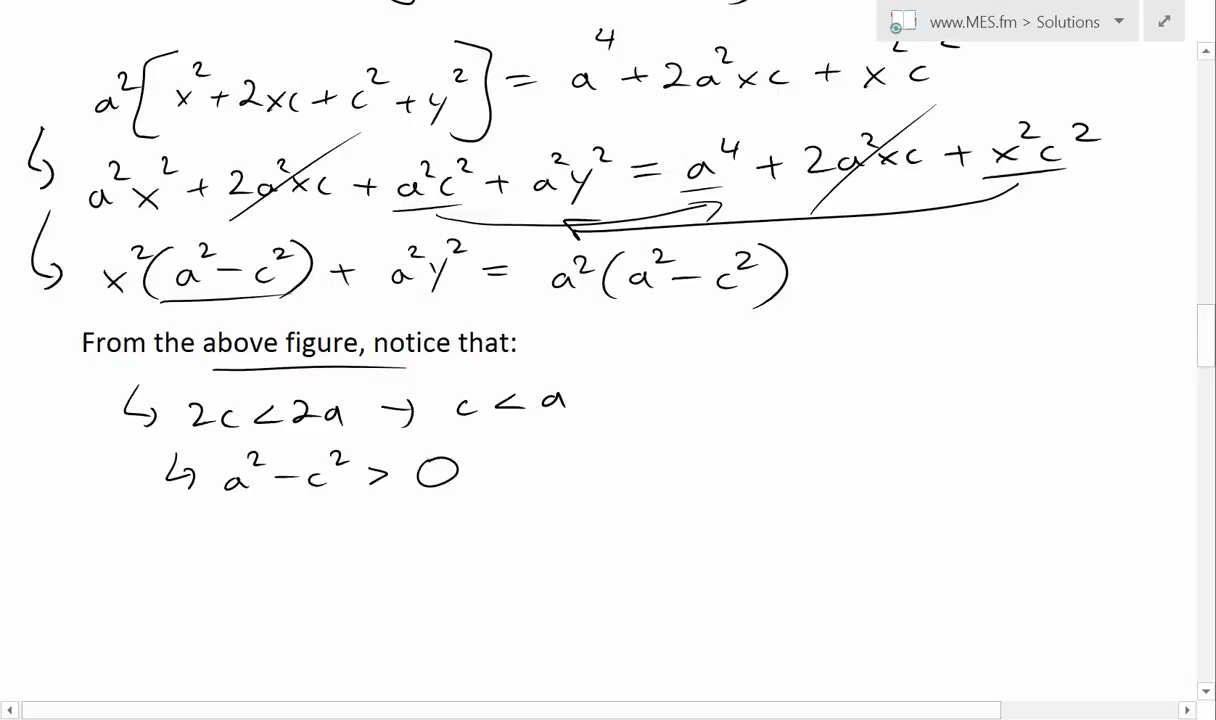 www.MES.fm > Solutions
a²[x² + 2xc + c² + y²] = a⁴ + 2a²xc + x²c²
↳ a²x² + 2a²xc + a²c² + a²y² = a⁴ + 2a²xc + x²c²
↳ x²(a² − c²) + a²y² = a²(a² − c²)
From the above figure, notice that:
↳ 2c < 2a → c < a
↳ a² − c² > 0